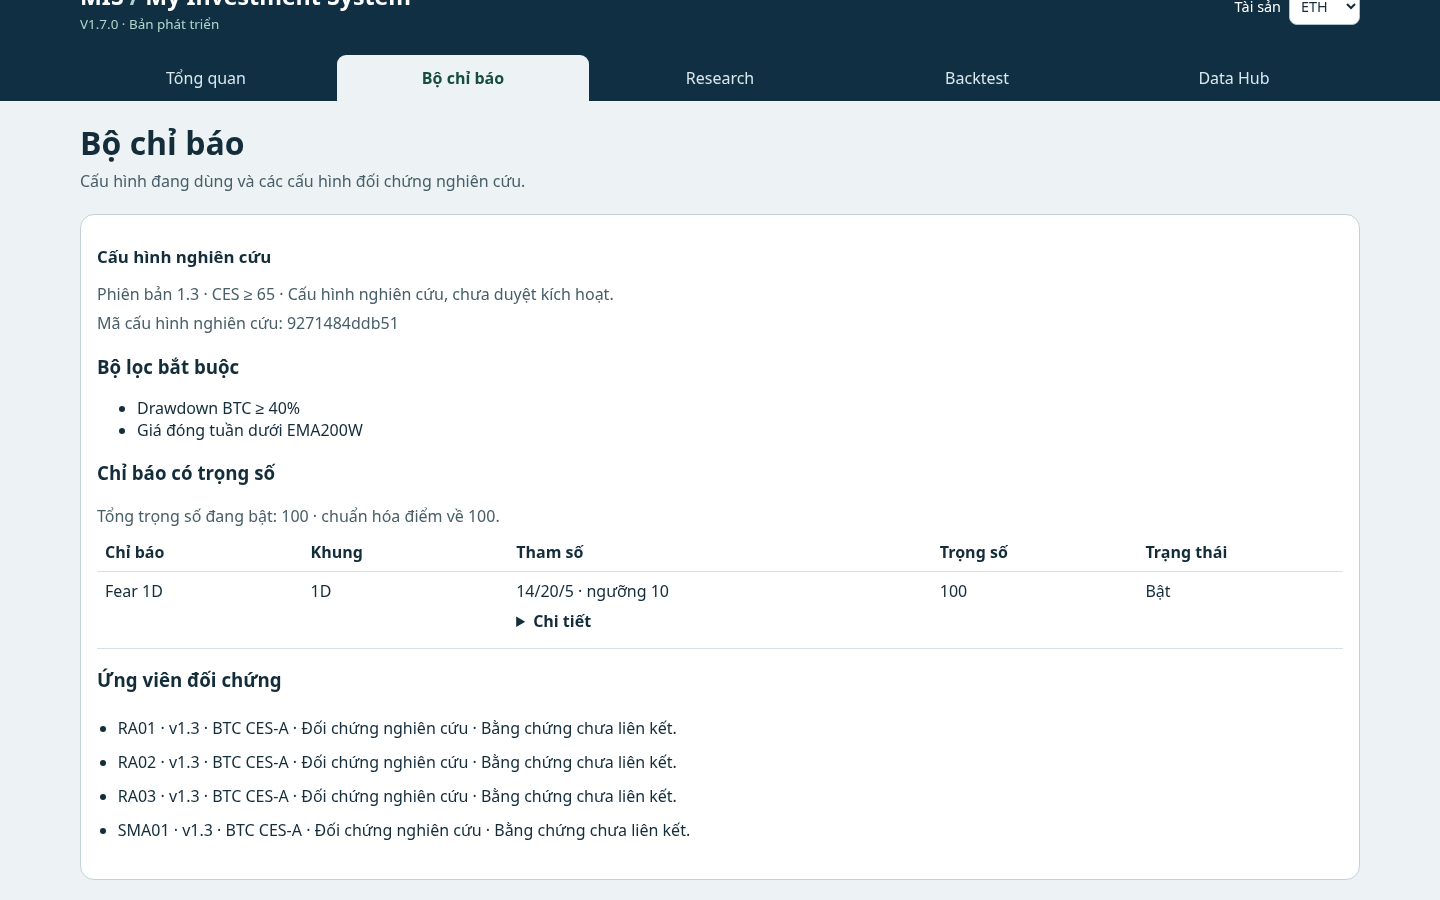 MIS / My Investment System
V1.7.0 · Bản phát triển
Tài sản ETH
Tổng quan
Bộ chỉ báo
Research
Backtest
Data Hub
Bộ chỉ báo
Cấu hình đang dùng và các cấu hình đối chứng nghiên cứu.
Cấu hình nghiên cứu
Phiên bản 1.3 · CES ≥ 65 · Cấu hình nghiên cứu, chưa duyệt kích hoạt.
Mã cấu hình nghiên cứu: 9271484ddb51
Bộ lọc bắt buộc
• Drawdown BTC ≥ 40%
• Giá đóng tuần dưới EMA200W
Chỉ báo có trọng số
Tổng trọng số đang bật: 100 · chuẩn hóa điểm về 100.
Chỉ báo Khung Tham số Trọng số Trạng thái
Fear 1D 1D 14/20/5 · ngưỡng 10 100 Bật
▶ Chi tiết
Ứng viên đối chứng
• RA01 · v1.3 · BTC CES-A · Đối chứng nghiên cứu · Bằng chứng chưa liên kết.
• RA02 · v1.3 · BTC CES-A · Đối chứng nghiên cứu · Bằng chứng chưa liên kết.
• RA03 · v1.3 · BTC CES-A · Đối chứng nghiên cứu · Bằng chứng chưa liên kết.
• SMA01 · v1.3 · BTC CES-A · Đối chứng nghiên cứu · Bằng chứng chưa liên kết.